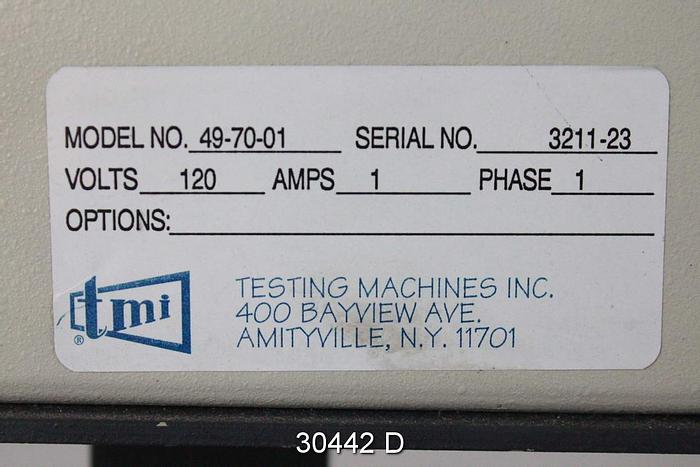 MODEL NO. 49-70-01 SERIAL NO. 3211-23
VOLTS 120 AMPS 1 PHASE 1
OPTIONS:
tmi
®
TESTING MACHINES INC.
400 BAYVIEW AVE.
AMITYVILLE, N.Y. 11701
30442 D